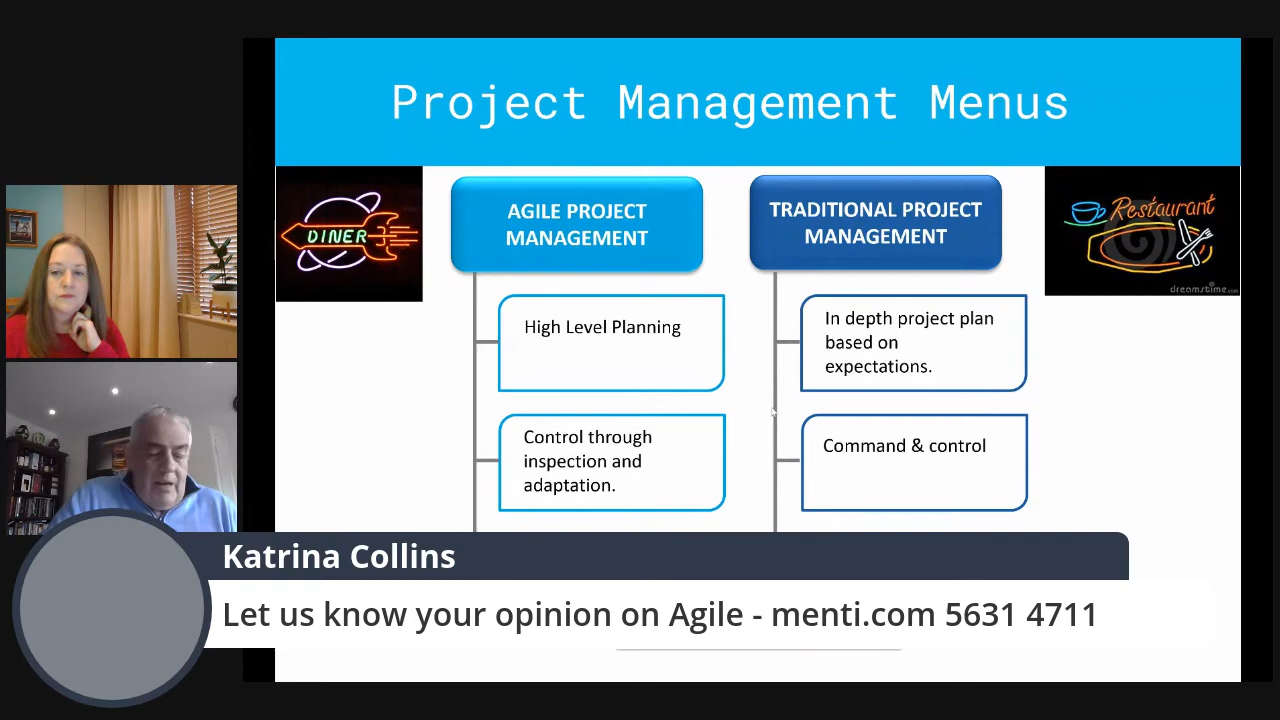 Project Management Menus
DINER
AGILE PROJECT
MANAGEMENT
TRADITIONAL PROJECT
MANAGEMENT
Restaurant
dreamstime.com
High Level Planning
In depth project plan
based on
expectations.
Control through
inspection and
adaptation.
Command & control
Katrina Collins
Let us know your opinion on Agile - menti.com 5631 4711